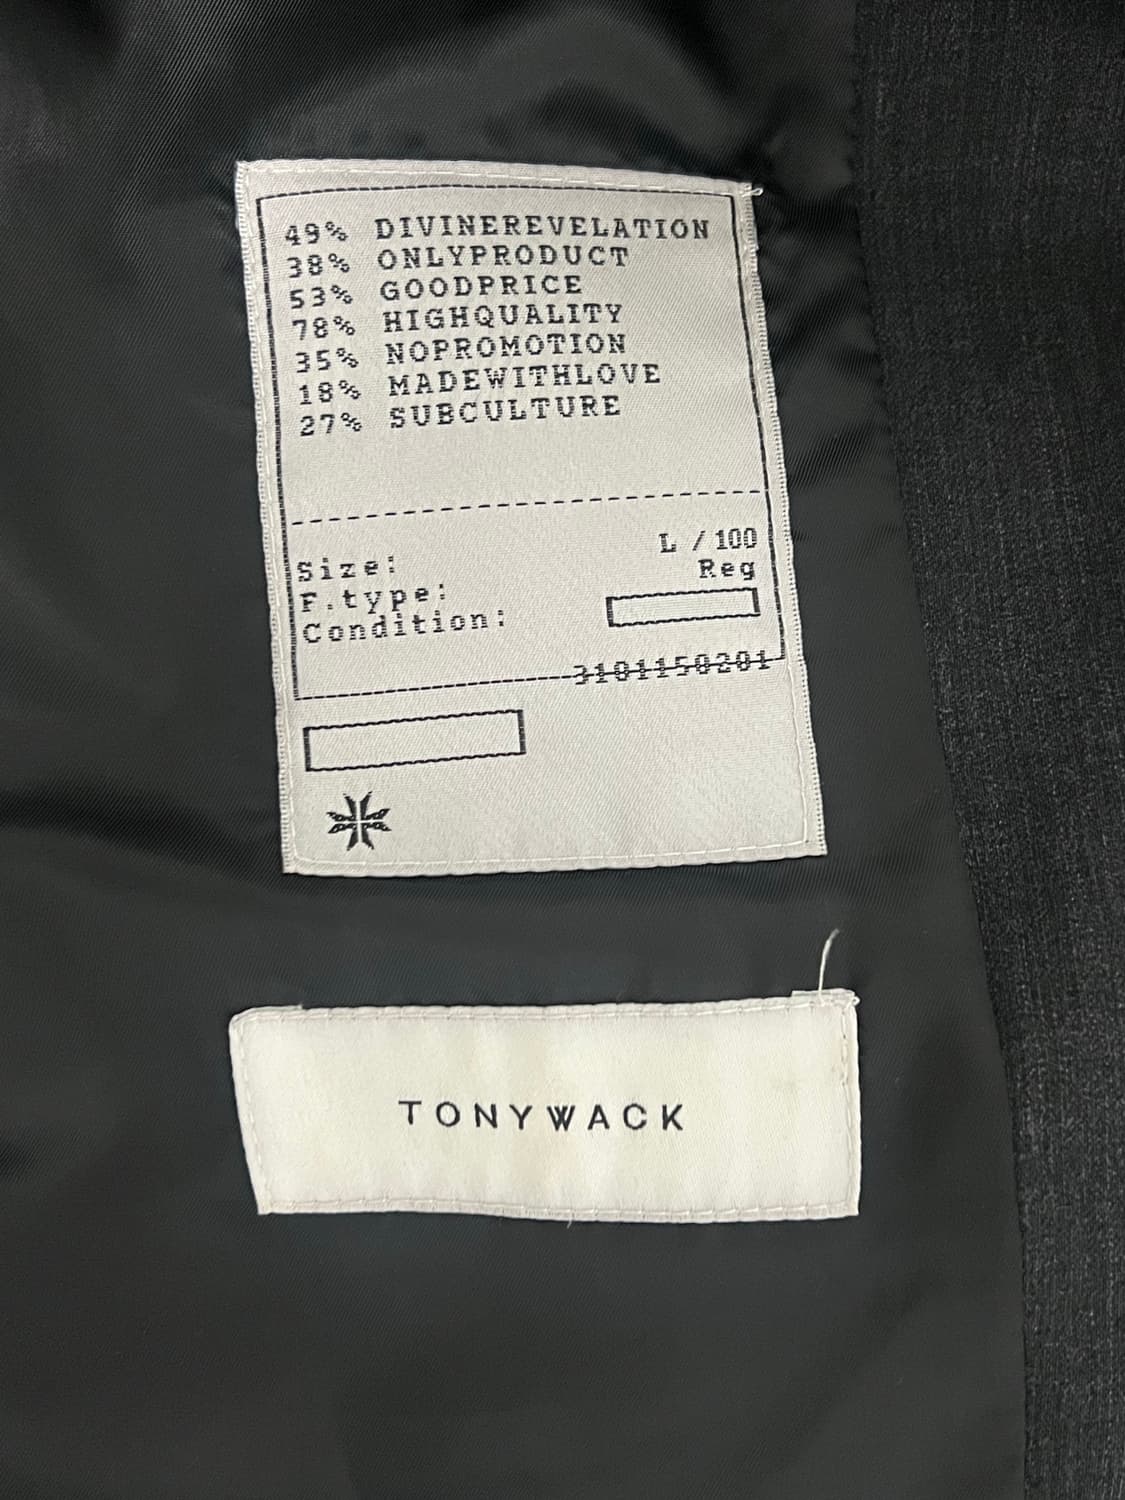 49% DIVINEREVELATION
38% ONLYPRODUCT
53% GOODPRICE
78% HIGHQUALITY
35% NOPROMOTION
18% MADEWITHLOVE
27% SUBCULTURE
Size: L / 100
F.type: Reg
Condition:
3101150201
TONYWACK